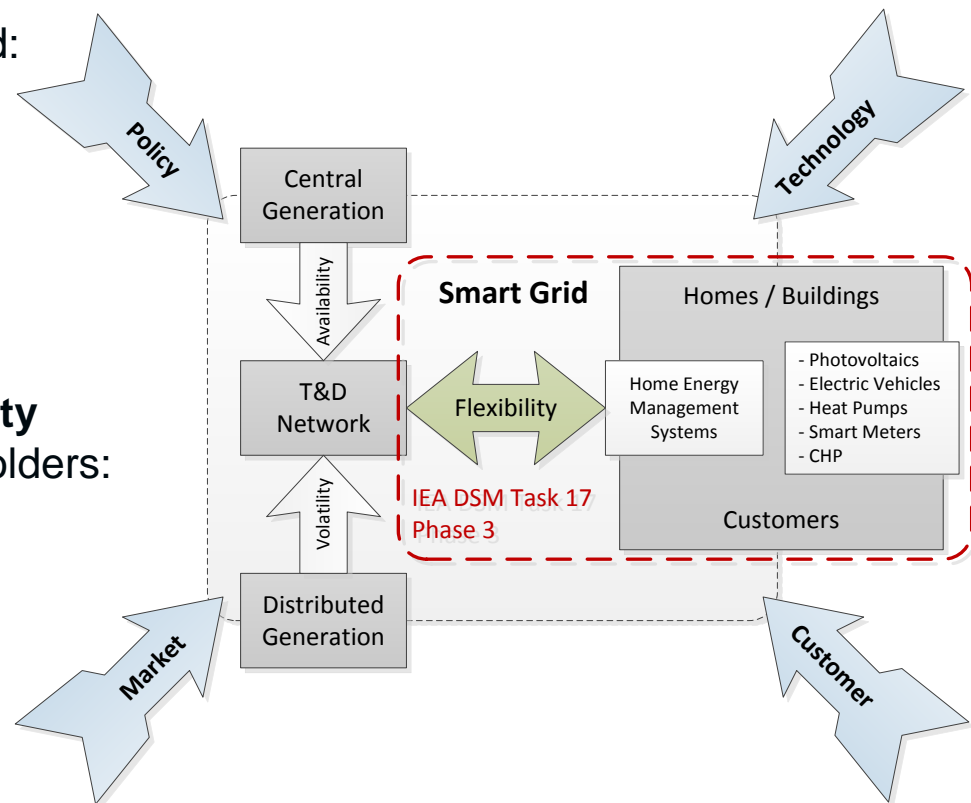 d:
Policy
Technology
Central
Generation
Availability
Smart Grid
Homes / Buildings
T&D
Network
Flexibility
Home Energy
Management
Systems
- Photovoltaics
- Electric Vehicles
- Heat Pumps
- Smart Meters
- CHP
ty
olders:
IEA DSM Task 17
Phase 3
Customers
Volatility
Distributed
Generation
Market
Customer